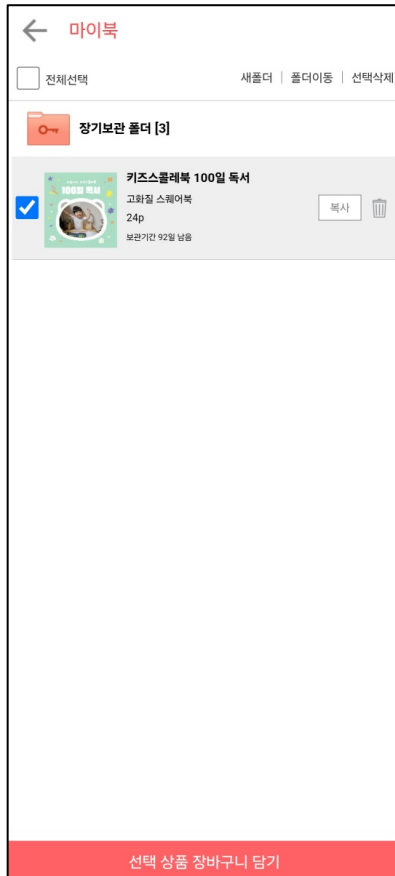 마이북
전체선택
새폴더 | 폴더이동 | 선택삭제
장기보관 폴더 [3]
100일 독서
키즈스콜레북 100일 독서
고화질 스퀘어북
24p
보관기간 92일 남음
복사
선택 상품 장바구니 담기